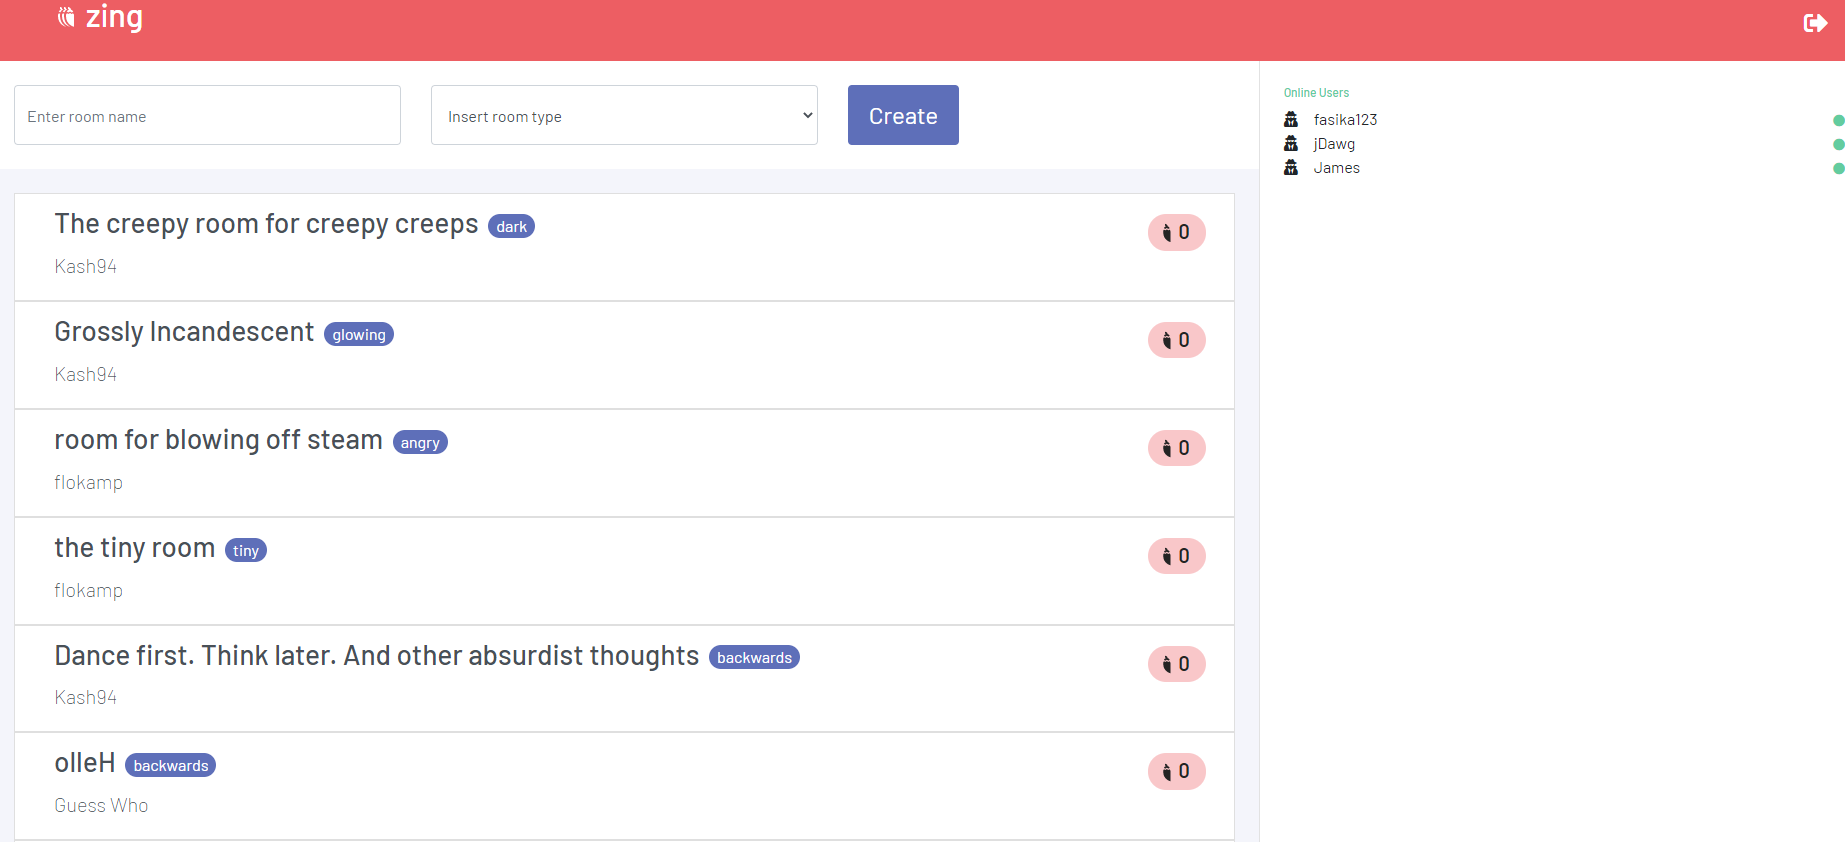 zing
Enter room name
Insert room type
Create
The creepy room for creepy creeps dark
0
Kash94
Grossly Incandescent glowing
0
Kash94
room for blowing off steam angry
0
flokamp
the tiny room tiny
0
flokamp
Dance first. Think later. And other absurdist thoughts backwards
0
Kash94
olleH backwards
0
Guess Who
Online Users
fasika123
jDawg
James